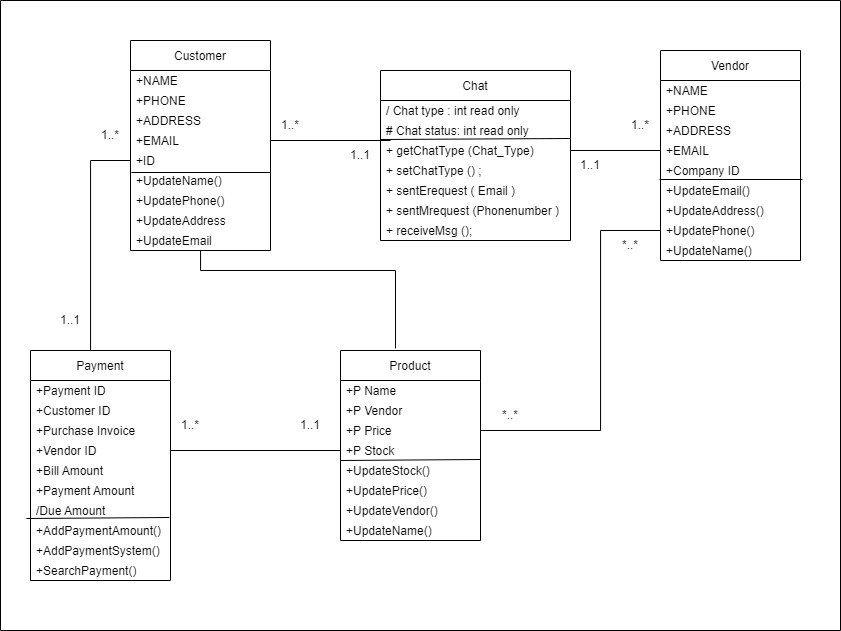 Customer
+NAME
+PHONE
+ADDRESS
+EMAIL
+ID
+UpdateName()
+UpdatePhone()
+UpdateAddress
+UpdateEmail
1..*
1..*
1..1
Chat
/ Chat type : int read only
# Chat status: int read only
+ getChatType (Chat_Type)
+ setChatType () ;
+ sentErequest ( Email )
+ sentMrequest (Phonenumber )
+ receiveMsg ();
1..*
1..1
Vendor
+NAME
+PHONE
+ADDRESS
+EMAIL
+Company ID
+UpdateEmail()
+UpdateAddress()
+UpdatePhone()
+UpdateName()
*..*
1..1
Payment
+Payment ID
+Customer ID
+Purchase Invoice
+Vendor ID
+Bill Amount
+Payment Amount
/Due Amount
+AddPaymentAmount()
+AddPaymentSystem()
+SearchPayment()
1..*
1..1
Product
+P Name
+P Vendor
+P Price
+P Stock
+UpdateStock()
+UpdatePrice()
+UpdateVendor()
+UpdateName()
*..*